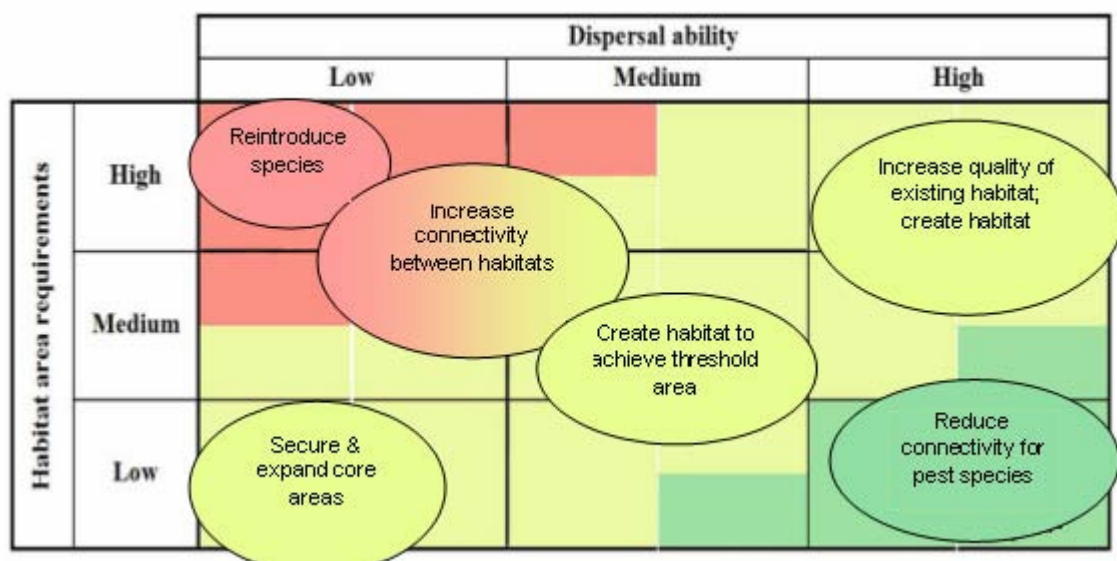 Dispersal ability
Low Medium High
Habitat area requirements
High
Medium
Low
Reintroduce
species
Increase
connectivity
between habitats
Increase quality of
existing habitat;
create habitat
Create habitat to
achieve threshold
area
Secure &
expand core
areas
Reduce
connectivity for
pest species